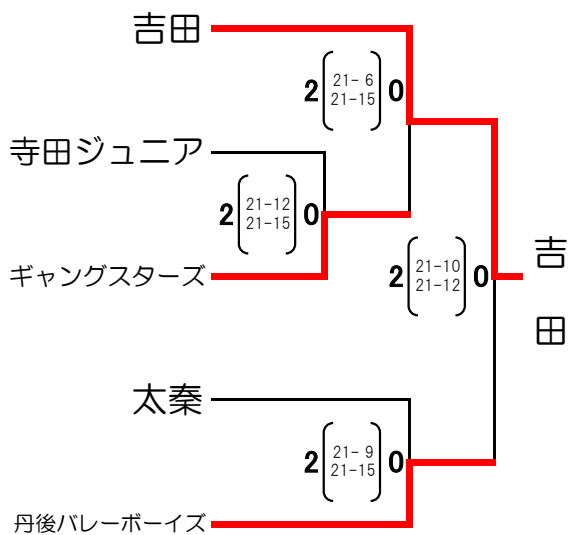 吉田
2 21- 6 0
21-15
寺田ジュニア
2 21-12 0
21-15
ギャングスターズ
2 21-10 0
21-12
吉
田
太秦
2 21- 9 0
21-15
丹後バレーボーイズ